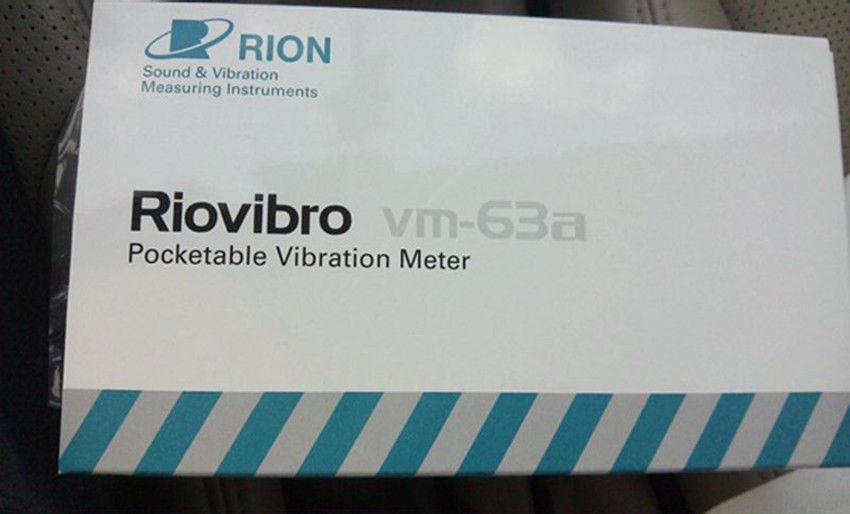 RION
Sound & Vibration
Measuring Instruments
Riovibro vm-63a
Pocketable Vibration Meter